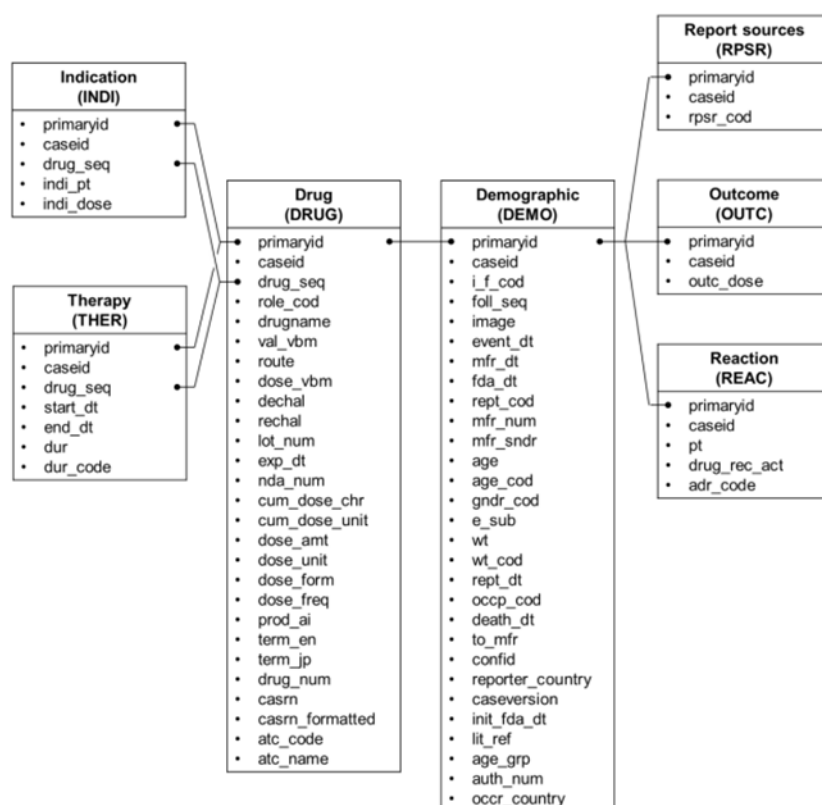 Indication
(INDI)
• primaryid
• caseid
• drug_seq
• indi_pt
• indi_dose
Therapy
(THER)
• primaryid
• caseid
• drug_seq
• start_dt
• end_dt
• dur
• dur_code
Drug
(DRUG)
• primaryid
• caseid
• drug_seq
• role_cod
• drugname
• val_vbm
• route
• dose_vbm
• dechal
• rechal
• lot_num
• exp_dt
• nda_num
• cum_dose_chr
• cum_dose_unit
• dose_amt
• dose_unit
• dose_form
• dose_freq
• prod_ai
• term_en
• term_jp
• drug_num
• casrn
• casrn_formatted
• atc_code
• atc_name
Demographic
(DEMO)
• primaryid
• caseid
• i_f_cod
• foll_seq
• image
• event_dt
• mfr_dt
• fda_dt
• rept_cod
• mfr_num
• mfr_sndr
• age
• age_cod
• gndr_cod
• e_sub
• wt
• wt_cod
• rept_dt
• occp_cod
• death_dt
• to_mfr
• confid
• reporter_country
• caseversion
• init_fda_dt
• lit_ref
• age_grp
• auth_num
• occr_country
Report sources
(RPSR)
• primaryid
• caseid
• rpsr_cod
Outcome
(OUTC)
• primaryid
• caseid
• outc_dose
Reaction
(REAC)
• primaryid
• caseid
• pt
• drug_rec_act
• adr_code